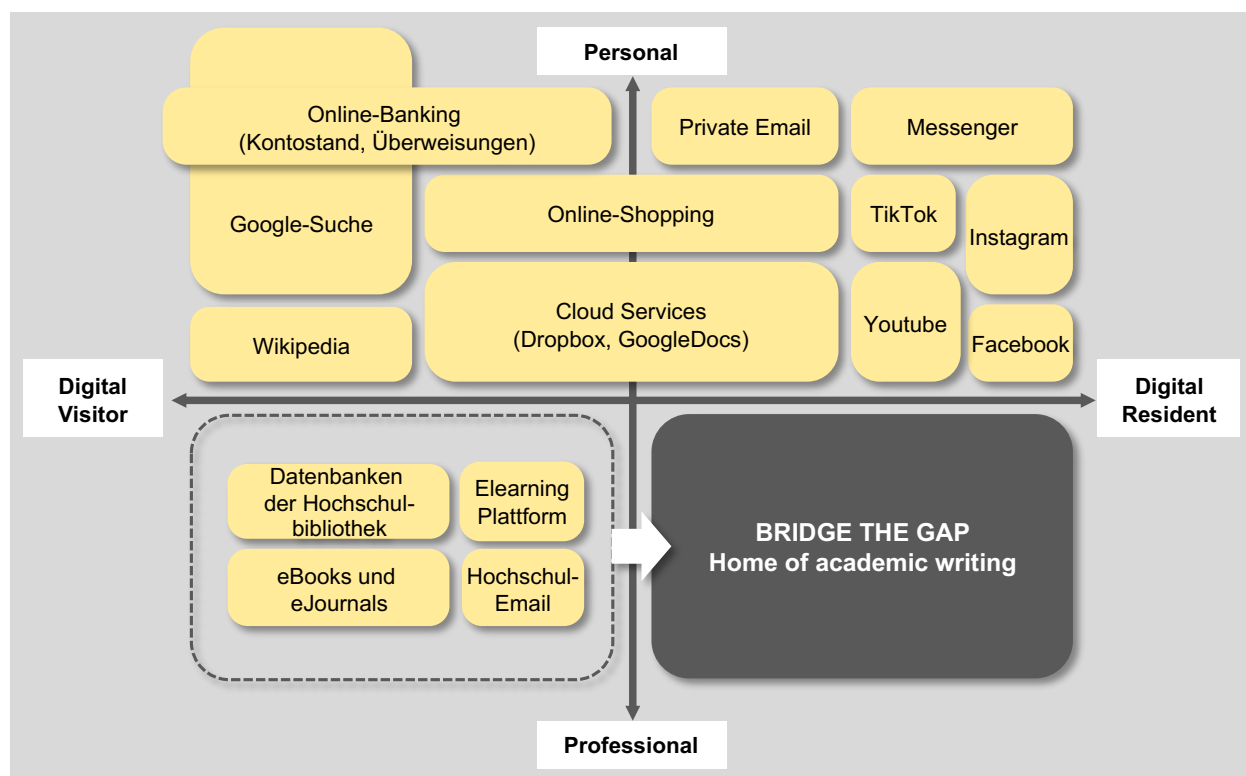 Personal
Online-Banking
(Kontostand, Überweisungen)
Private Email
Messenger
Google-Suche
Online-Shopping
TikTok
Instagram
Wikipedia
Cloud Services
(Dropbox, GoogleDocs)
Youtube
Facebook
Digital
Visitor
Digital
Resident
Datenbanken
der Hochschul-
bibliothek
Elearning
Plattform
eBooks und
eJournals
Hochschul-
Email
BRIDGE THE GAP
Home of academic writing
Professional